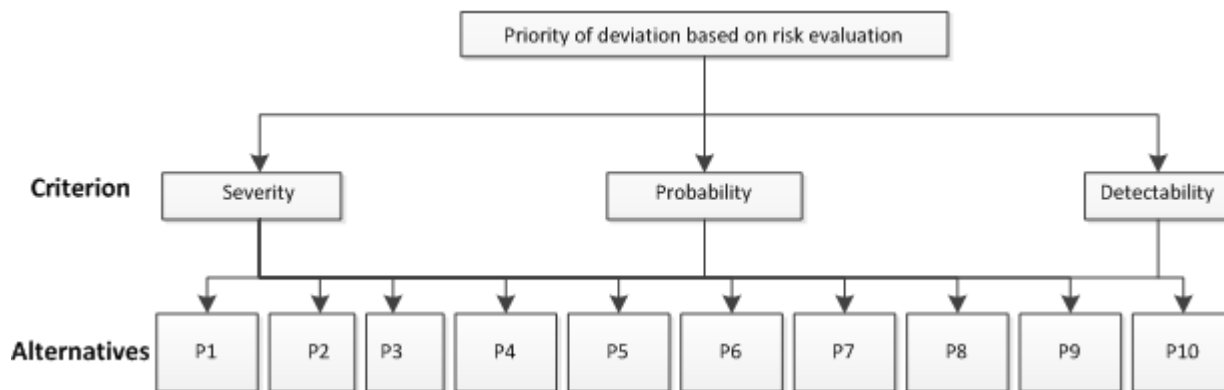 Priority of deviation based on risk evaluation
Criterion
Severity
Probability
Detectability
Alternatives
P1
P2
P3
P4
P5
P6
P7
P8
P9
P10